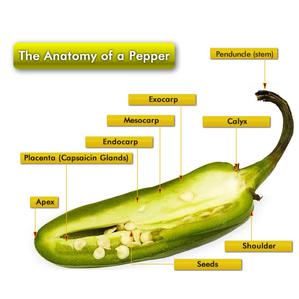 The Anatomy of a Pepper
Penduncle (stem)
Exocarp
Mesocarp
Calyx
Endocarp
Placenta (Capsaicin Glands)
Apex
Shoulder
Seeds